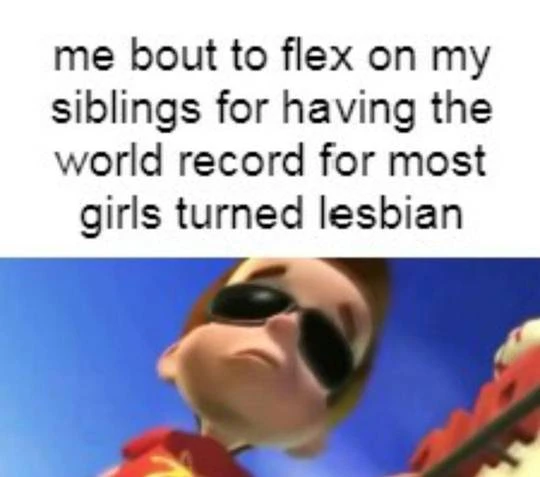 me bout to flex on my
siblings for having the
world record for most
girls turned lesbian